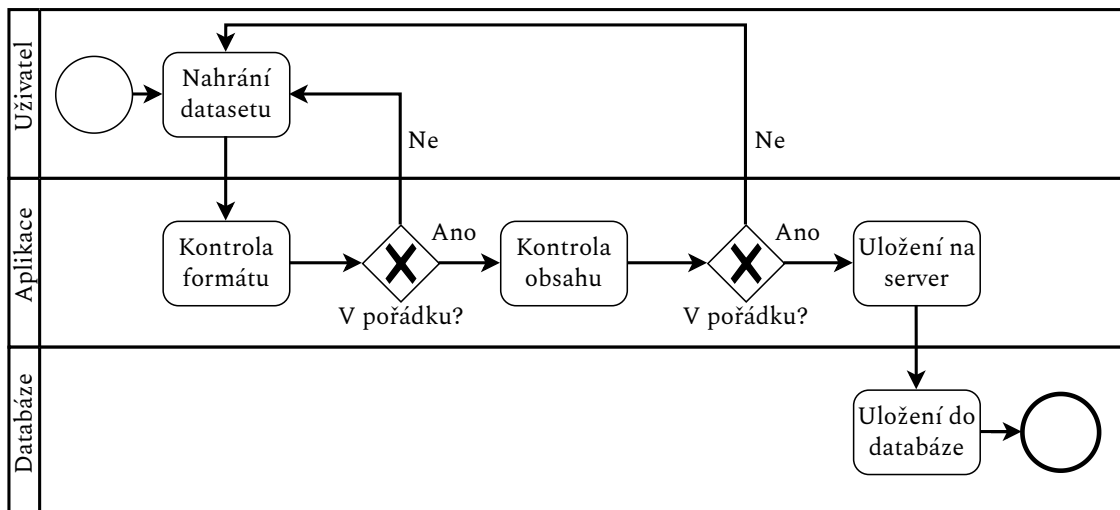 Uživatel
Nahrání
datasetu
Ne
Ne
Aplikace
Kontrola
formátu
Ano
V pořádku?
Kontrola
obsahu
Ano
V pořádku?
Uložení na
server
Databáze
Uložení do
databáze